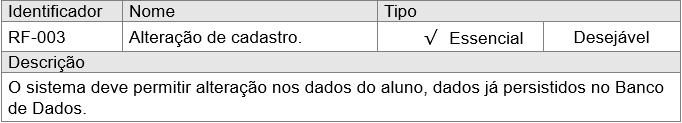 Identificador Nome Tipo
RF-003 Alteração de cadastro. √ Essencial Desejável
Descrição
O sistema deve permitir alteração nos dados do aluno, dados já persistidos no Banco
de Dados.